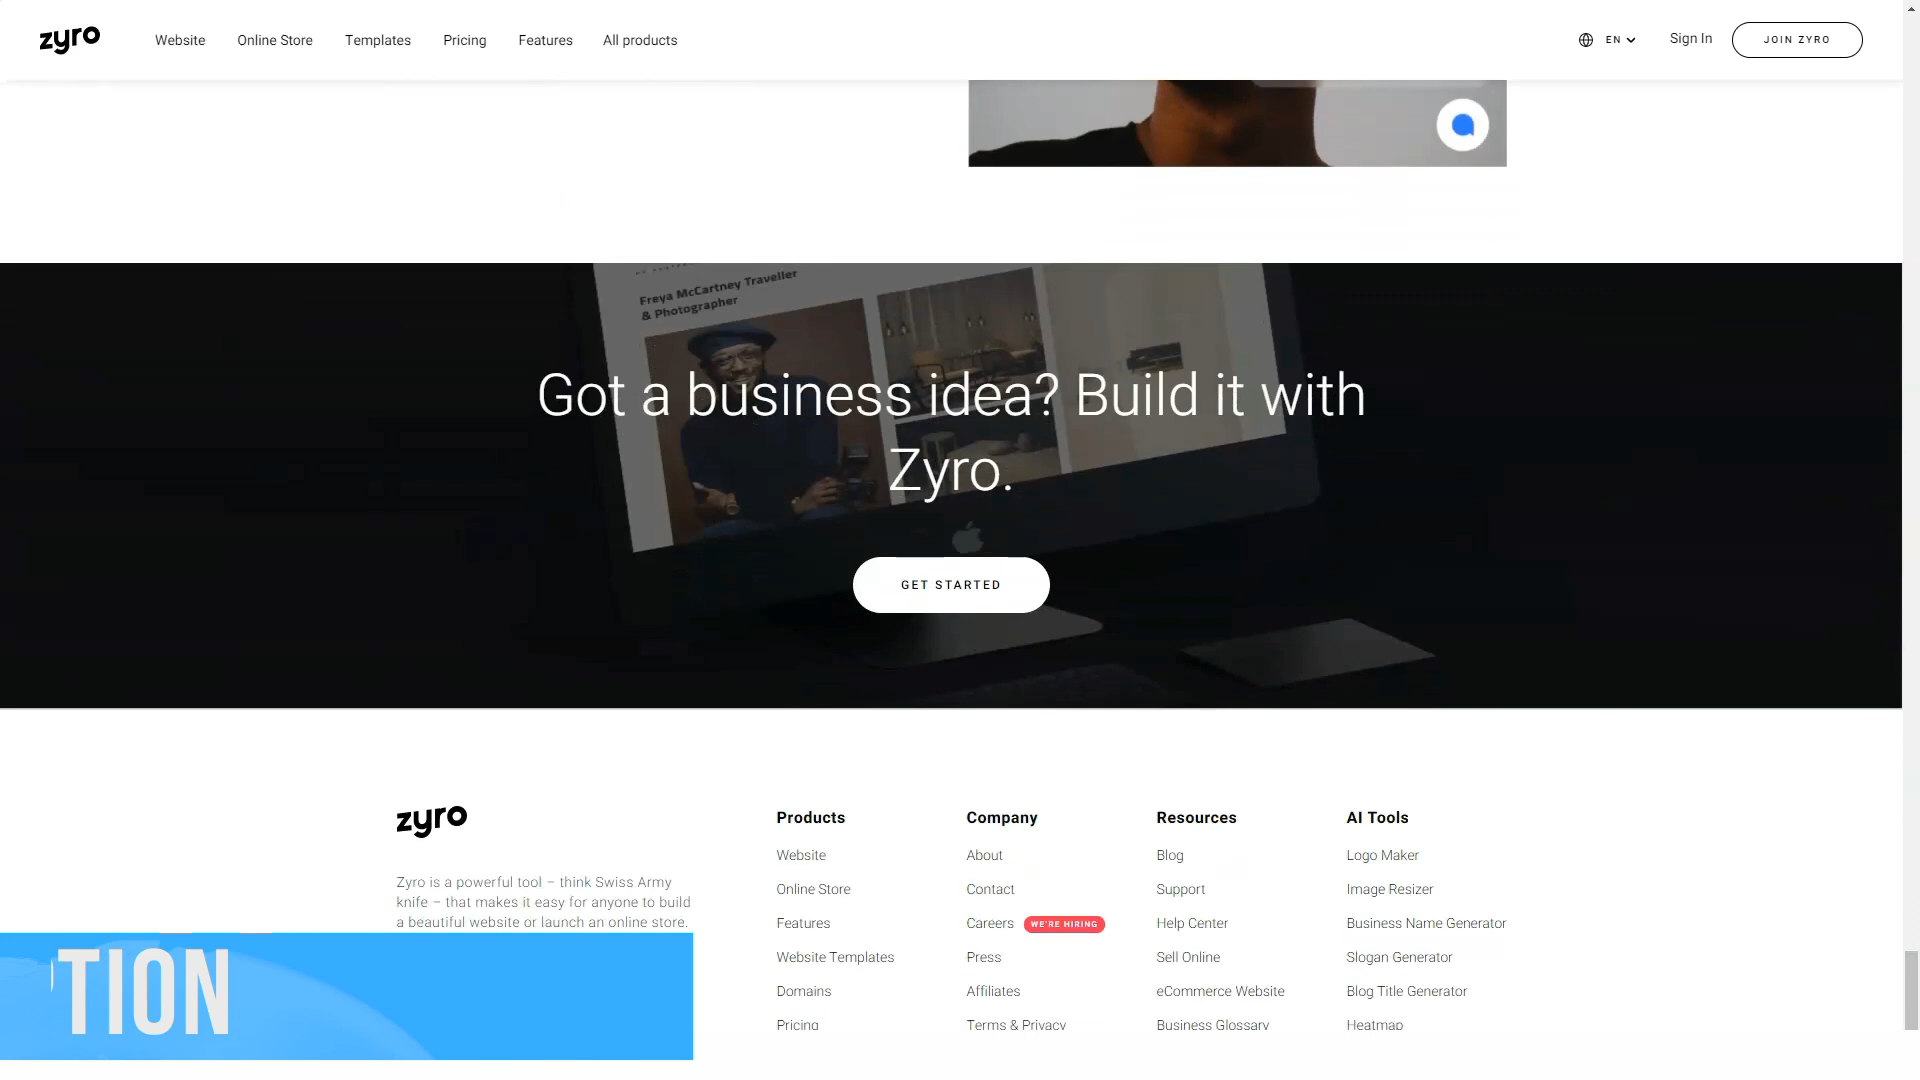 zyro
Website
Online Store
Templates
Pricing
Features
All products
EN
Sign In
JOIN ZYRO
Freya McCartney Traveller
& Photographer
Got a business idea? Build it with
Zyro.
GET STARTED
zyro
Zyro is a powerful tool – think Swiss Army
knife – that makes it easy for anyone to build
a beautiful website or launch an online store.
Products
Website
Online Store
Features
Website Templates
Domains
Pricing
Company
About
Contact
Careers WE'RE HIRING
Press
Affiliates
Terms & Privacy
Resources
Blog
Support
Help Center
Sell Online
eCommerce Website
Business Glossary
AI Tools
Logo Maker
Image Resizer
Business Name Generator
Slogan Generator
Blog Title Generator
Heatmap
TION